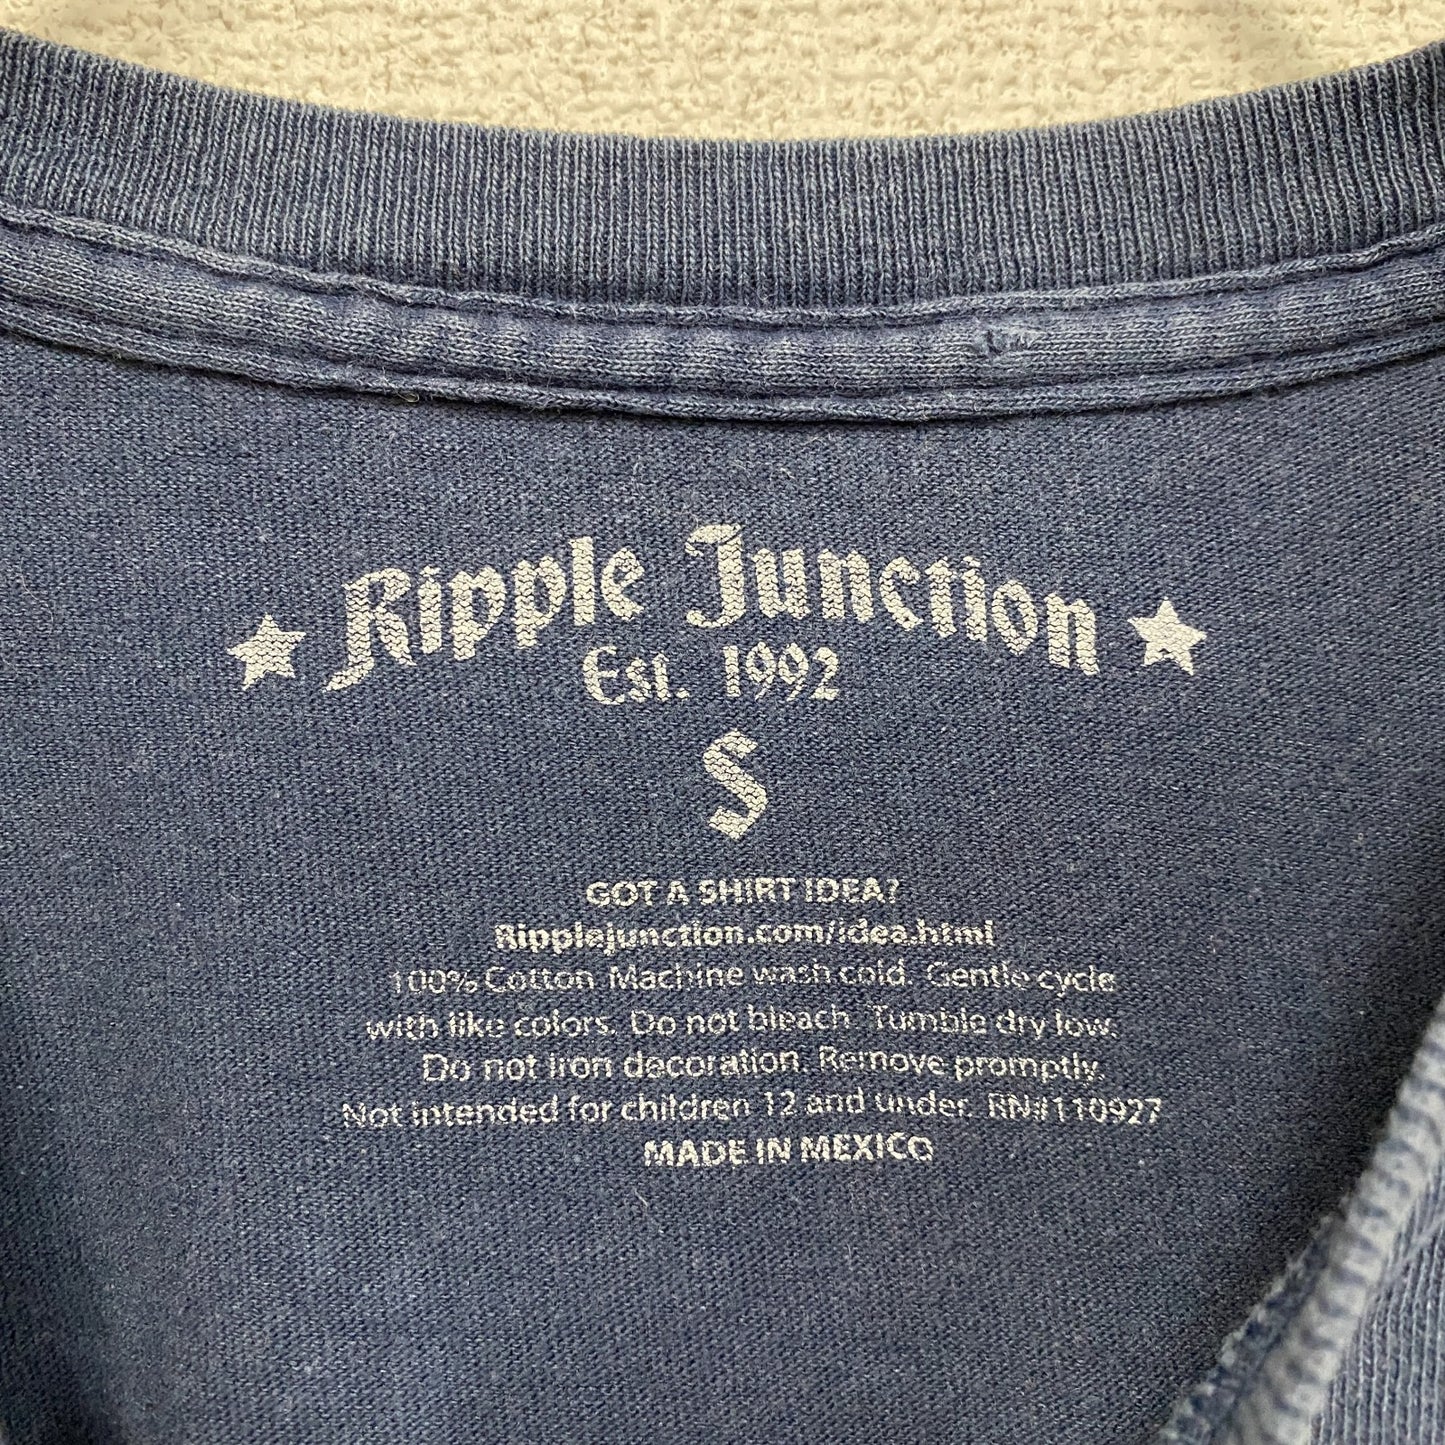 Ripple Junction
Est. 1992
S
GOT A SHIRT IDEA?
Ripplejunction.com/idea.html
100% Cotton Machine wash cold. Gentle cycle
with like colors. Do not bleach. Tumble dry low.
Do not iron decoration. Remove promptly.
Not intended for children 12 and under. RN#110927
MADE IN MEXICO